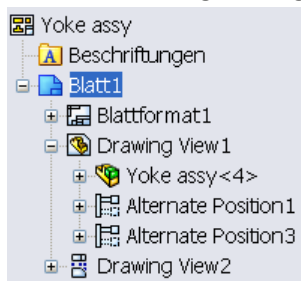 Yoke assy
Beschriftungen
Blatt1
Blattformat1
Drawing View1
Yoke assy<4>
Alternate Position1
Alternate Position3
Drawing View2